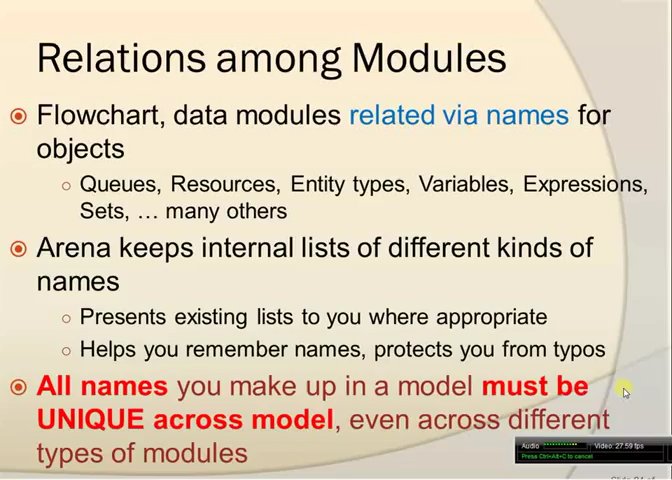 Relations among Modules
Flowchart, data modules related via names for
objects
Queues, Resources, Entity types, Variables, Expressions,
Sets, … many others
Arena keeps internal lists of different kinds of
names
Presents existing lists to you where appropriate
Helps you remember names, protects you from typos
All names you make up in a model must be
UNIQUE across model, even across different
types of modules
Audio Video: 27.59 fps
Press Ctrl+Alt+C to cancel